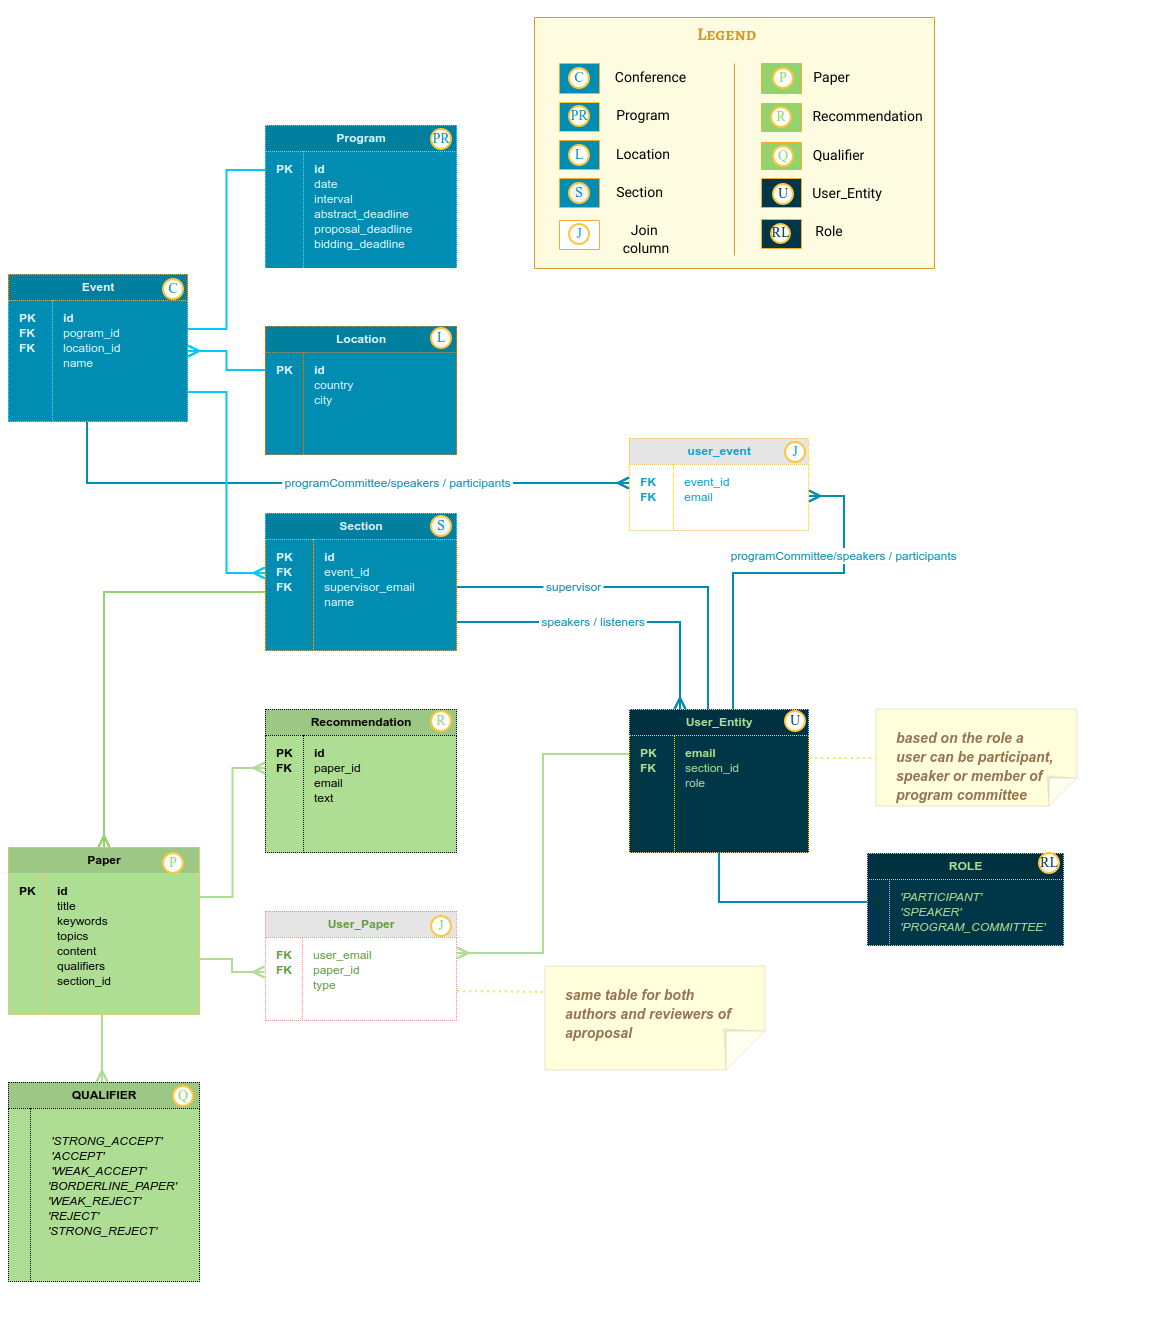 LEGEND
C Conference
PR Program
L Location
S Section
J Join
column
P Paper
R Recommendation
Q Qualifier
U User_Entity
RL Role
Program PR
PK id
date
interval
abstract_deadline
proposal_deadline
bidding_deadline
Event C
PK id
FK pogram_id
FK location_id
name
Location L
PK id
country
city
programCommittee/speakers / participants
user_event J
FK event_id
FK email
programCommittee/speakers / participants
Section S
PK id
FK event_id
FK supervisor_email
name
supervisor
speakers / listeners
Recommendation R
PK id
FK paper_id
email
text
User_Entity U
PK email
FK section_id
role
based on the role a
user can be participant,
speaker or member of
program committee
Paper P
PK id
title
keywords
topics
content
qualifiers
section_id
ROLE RL
'PARTICIPANT'
'SPEAKER'
'PROGRAM_COMMITTEE'
User_Paper J
FK user_email
FK paper_id
type
same table for both
authors and reviewers of
aproposal
QUALIFIER Q
'STRONG_ACCEPT'
'ACCEPT'
'WEAK_ACCEPT'
'BORDERLINE_PAPER'
'WEAK_REJECT'
'REJECT'
'STRONG_REJECT'